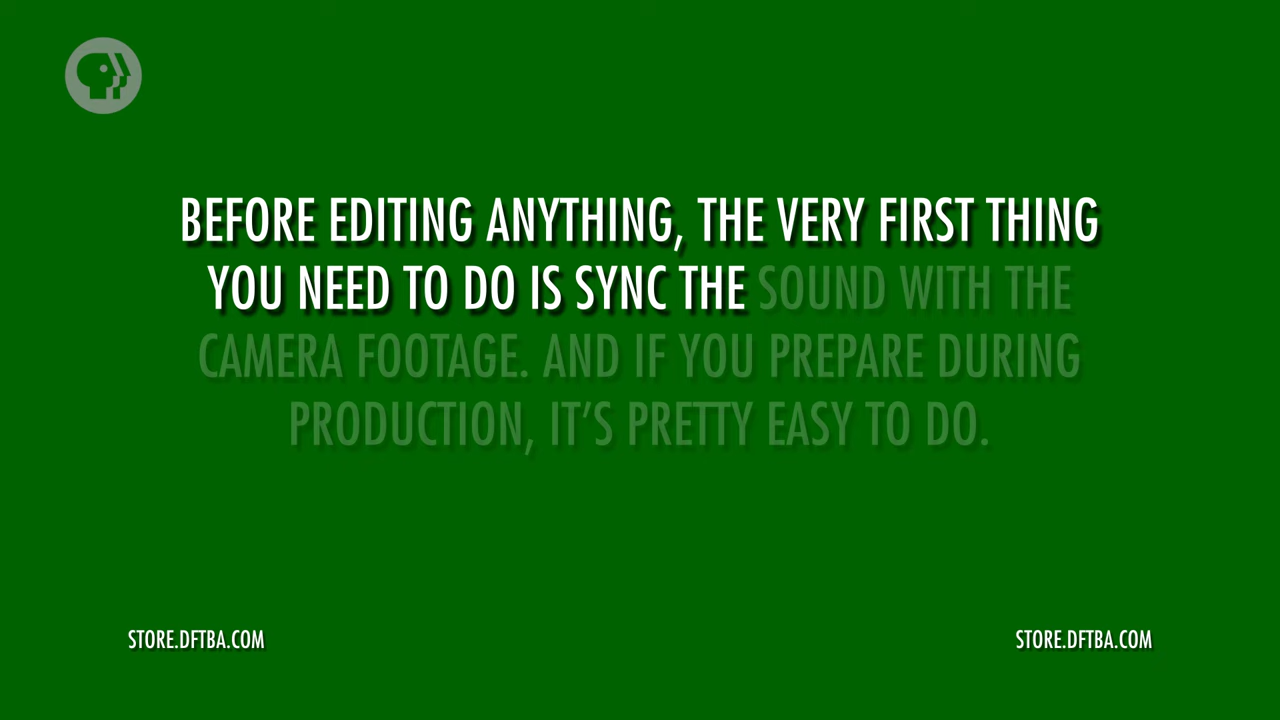 BEFORE EDITING ANYTHING, THE VERY FIRST THING
YOU NEED TO DO IS SYNC THE SOUND WITH THE
CAMERA FOOTAGE. AND IF YOU PREPARE DURING
PRODUCTION, IT'S PRETTY EASY TO DO.
STORE.DFTBA.COM
STORE.DFTBA.COM